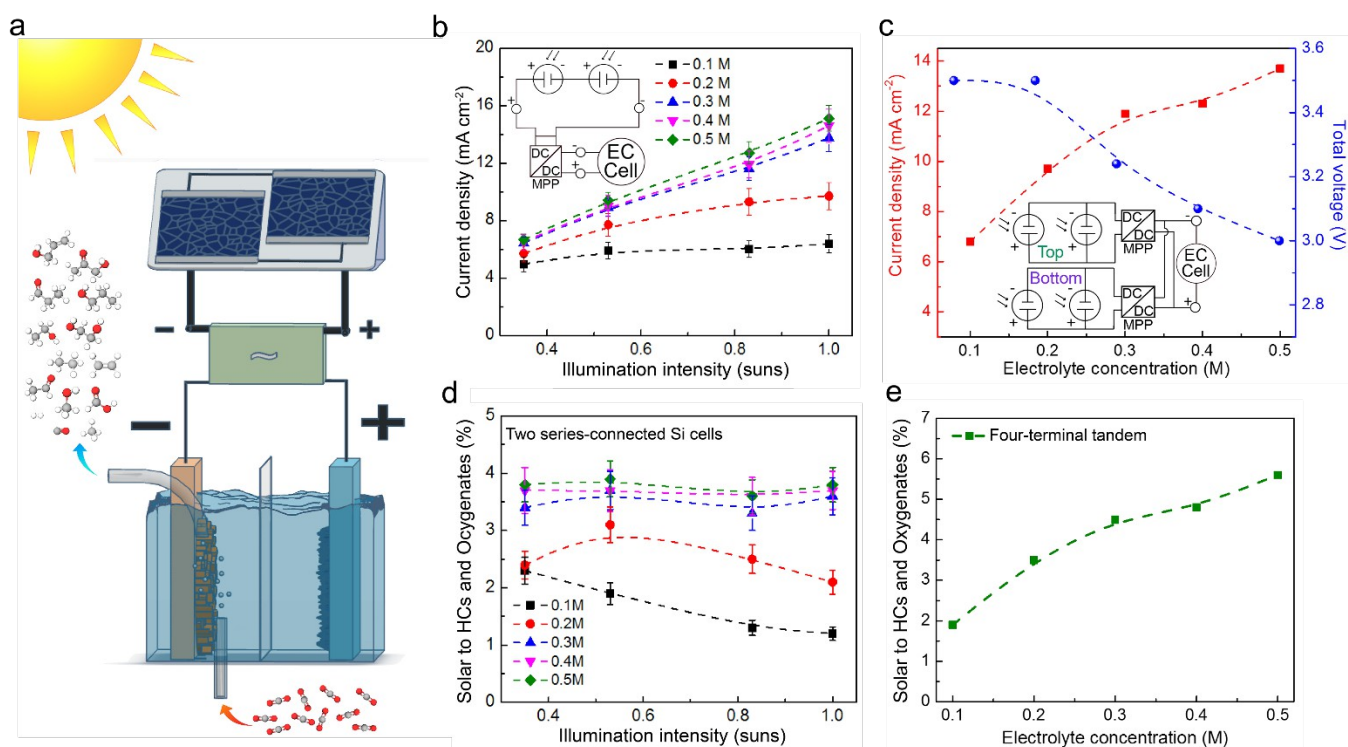 a
b
c
20
16
12
8
4
0
Current density (mA cm⁻²)
0.4
0.6
0.8
1.0
Illumination intensity (suns)
0.1 M
0.2 M
0.3 M
0.4 M
0.5 M
+ - + -
+ -
DC
DC
MPP
-
+
EC
Cell
14
12
10
8
6
4
Current density (mA cm⁻²)
3.6
3.4
3.2
3.0
2.8
Total voltage (V)
0.1
0.2
0.3
0.4
0.5
Electrolyte concentration (M)
- -
+ +
Top
DC
DC
MPP
-
EC
Cell
+
Bottom
- -
+ +
DC
DC
MPP
- +
- +
d
e
5
4
3
2
1
0
Solar to HCs and Ocygenates (%)
Two series-connected Si cells
0.1M
0.2M
0.3M
0.4M
0.5M
0.4
0.6
0.8
1.0
Illumination intensity (suns)
7
6
5
4
3
2
1
0
Solar to HCs and Oxygenates (%)
Four-terminal tandem
0.1
0.2
0.3
0.4
0.5
Electrolyte concentration (M)